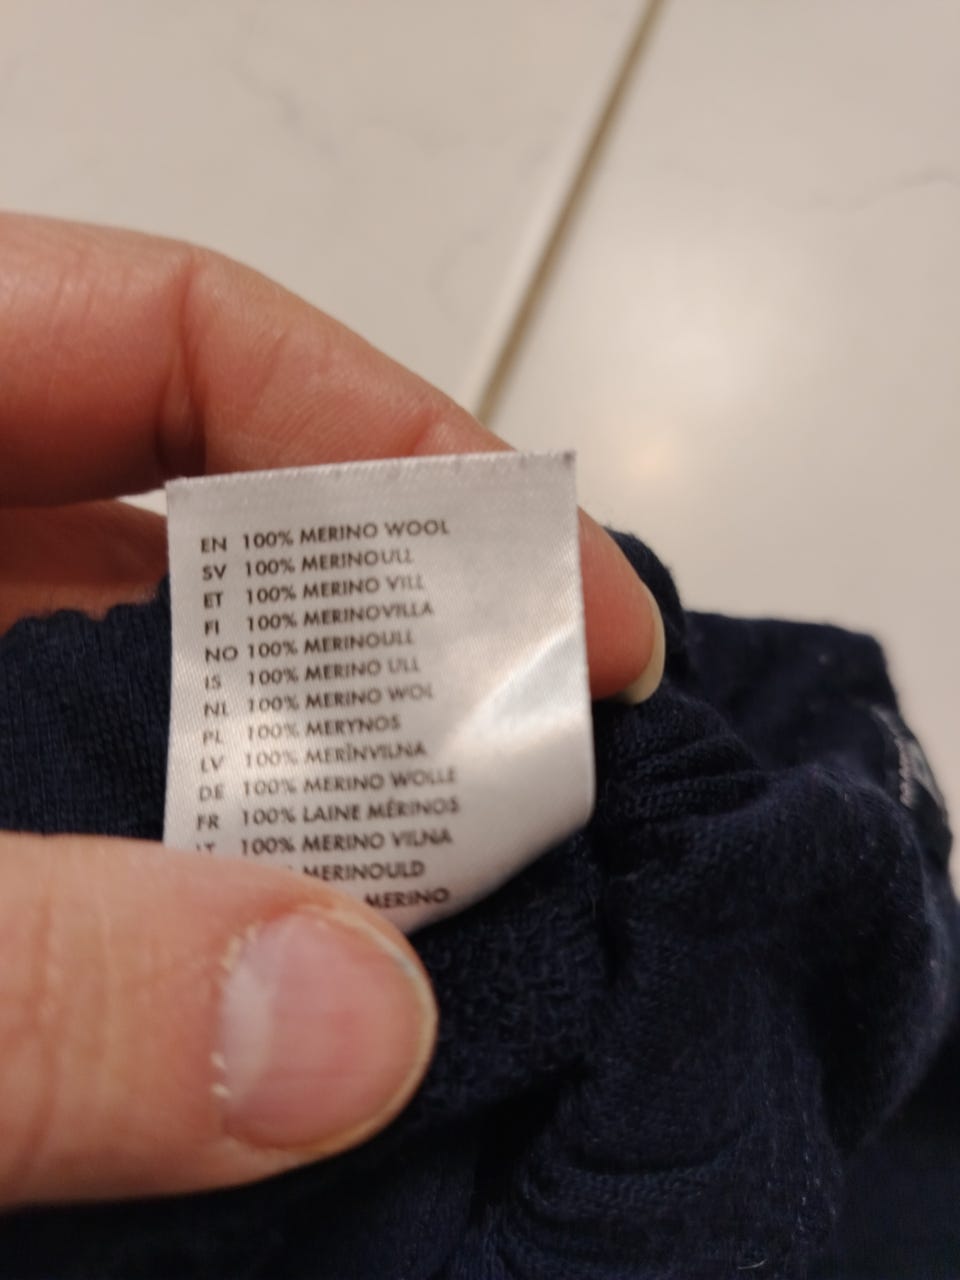 EN 100% MERINO WOOL
SV 100% MERINOULL
ET 100% MERINO VILL
FI 100% MERINOVILLA
NO 100% MERINOULL
IS 100% MERINO ULL
NL 100% MERINO WOL
PL 100% MERYNOS
LV 100% MERĪNVILNA
DE 100% MERINO WOLLE
FR 100% LAINE MÉRINOS
LT 100% MERINO VILNA
MERINOULD
MERINO